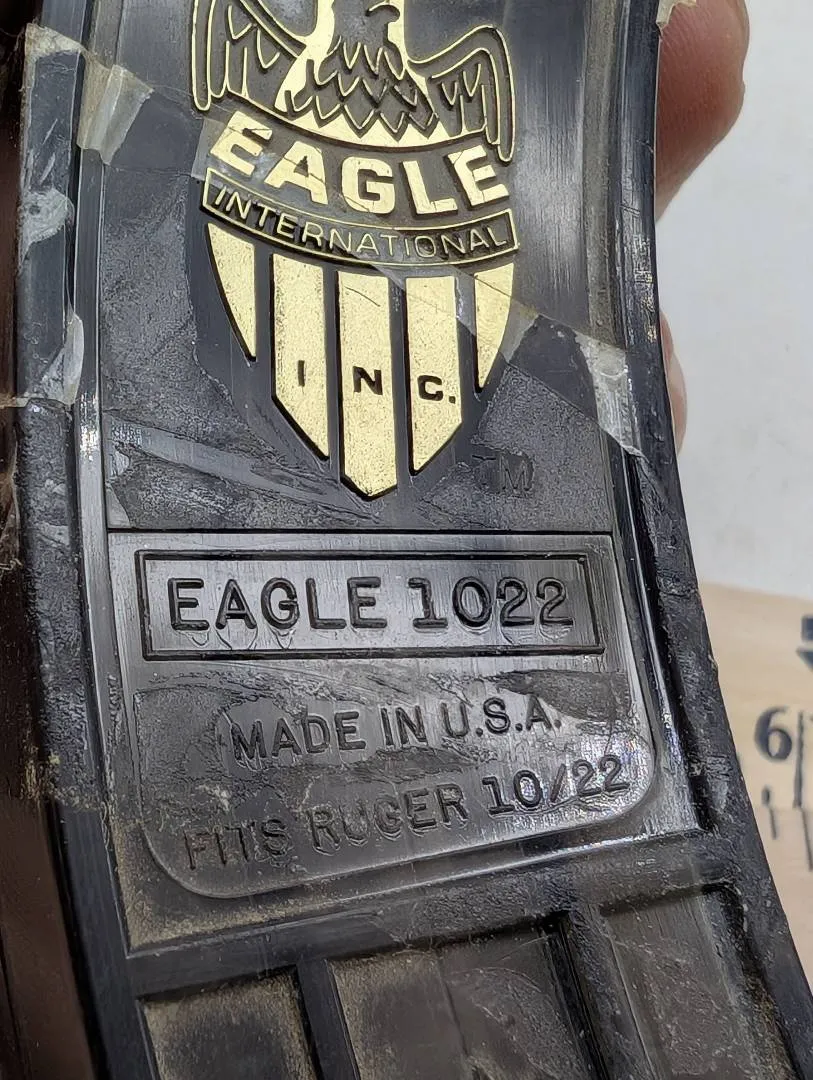 EAGLE
INTERNATIONAL
INC.
TM
EAGLE 1022
MADE IN U.S.A.
FITS RUGER 10/22
6